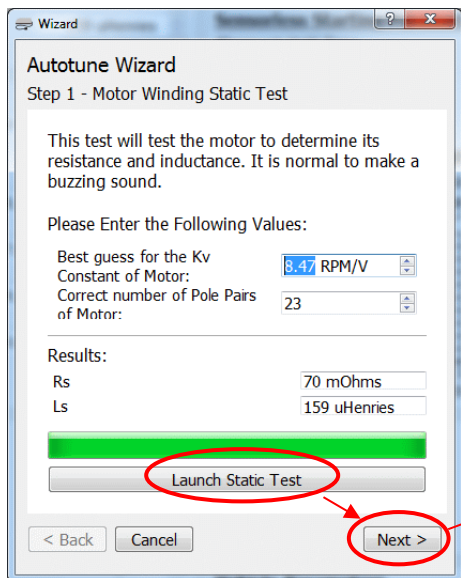 Wizard
?
X
Autotune Wizard
Step 1 - Motor Winding Static Test
This test will test the motor to determine its
resistance and inductance. It is normal to make a
buzzing sound.
Please Enter the Following Values:
Best guess for the Kv
Constant of Motor:
8.47 RPM/V
Correct number of Pole Pairs
of Motor:
23
Results:
Rs 70 mOhms
Ls 159 uHenries
Launch Static Test
< Back Cancel Next >